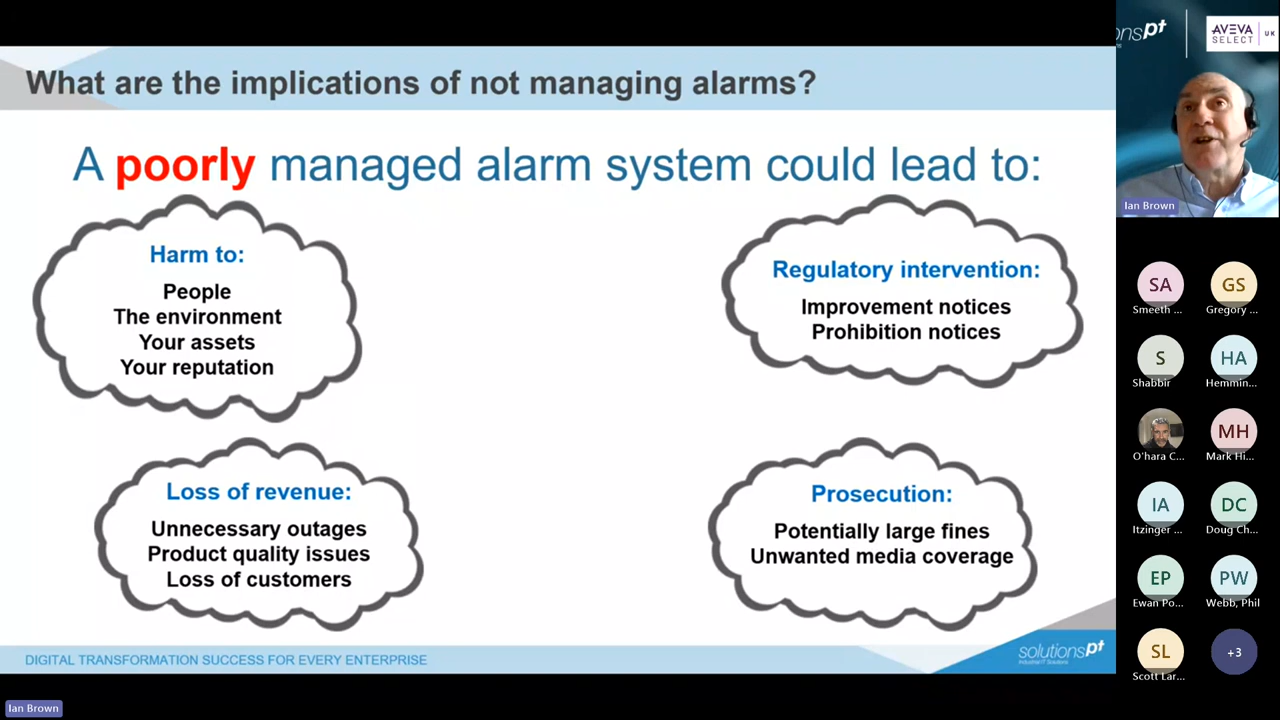 What are the implications of not managing alarms?
A poorly managed alarm system could lead to:
Harm to:
People
The environment
Your assets
Your reputation
Regulatory intervention:
Improvement notices
Prohibition notices
Loss of revenue:
Unnecessary outages
Product quality issues
Loss of customers
Prosecution:
Potentially large fines
Unwanted media coverage
DIGITAL TRANSFORMATION SUCCESS FOR EVERY ENTERPRISE
solutionspt
Industrial IT Solutions
Ian Brown
nspt
AVEVA
SELECT
UK
Ian Brown
SA
Smeeth ...
GS
Gregory ...
S
Shabbir
HA
Hemmin...
O'hara C...
MH
Mark Hi...
IA
Itzinger ...
DC
Doug Ch...
EP
Ewan Po...
PW
Webb, Phil
SL
Scott Lar...
+3